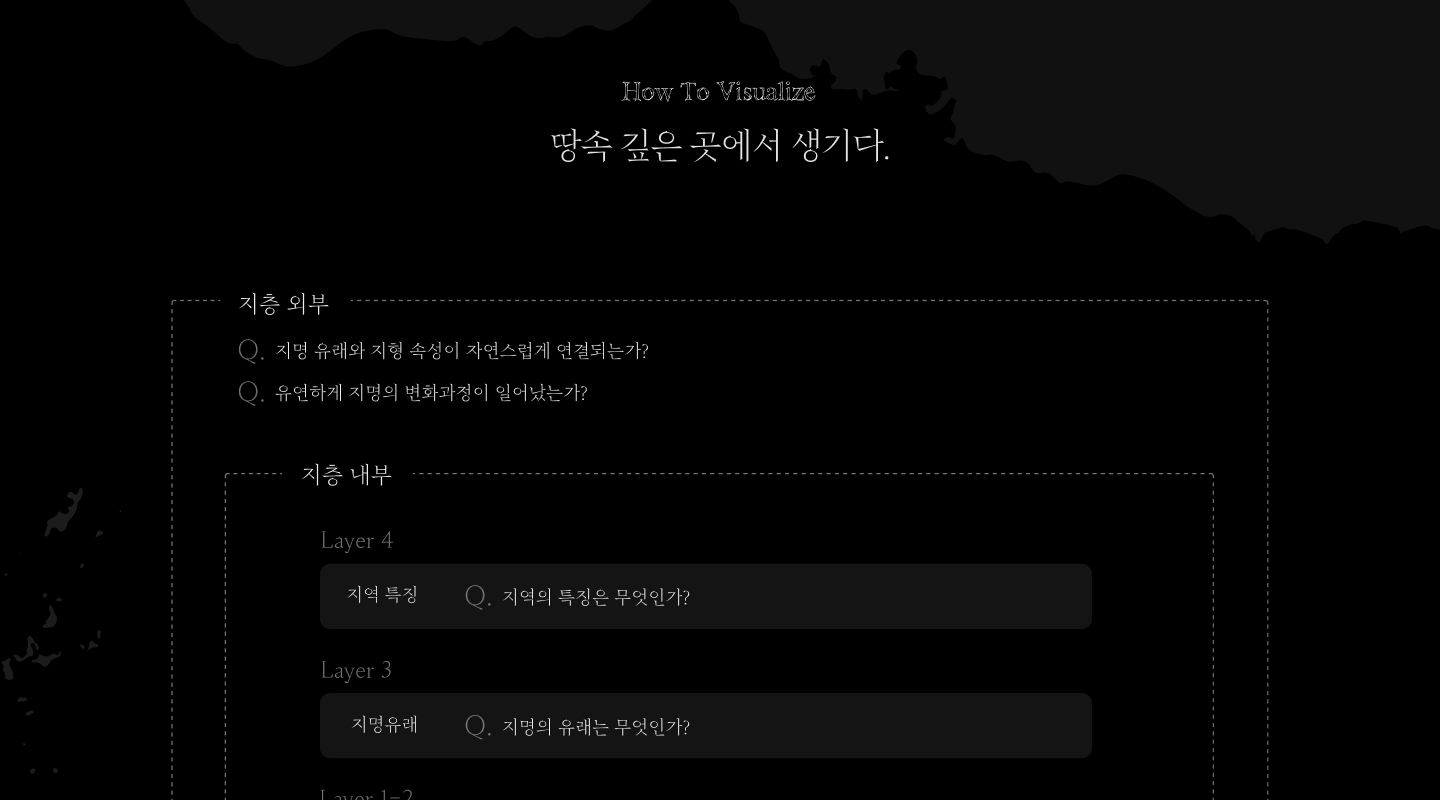 How To Visualize
땅속 깊은 곳에서 생기다.
지층 외부
Q. 지명 유래와 지형 속성이 자연스럽게 연결되는가?
Q. 유연하게 지명의 변화과정이 일어났는가?
지층 내부
Layer 4
지역 특징 Q. 지역의 특징은 무엇인가?
Layer 3
지명유래 Q. 지명의 유래는 무엇인가?
Layer 1-2